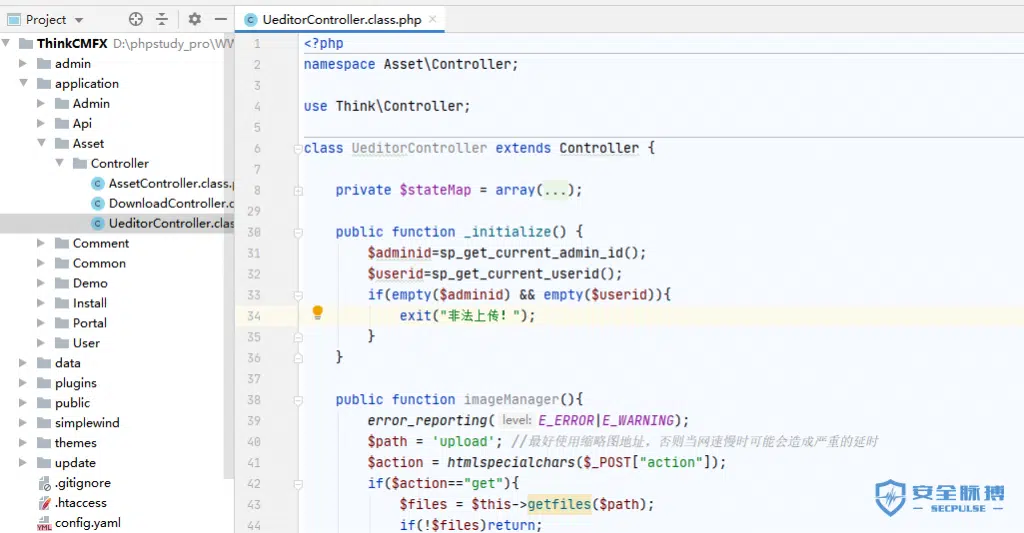 Project
ThinkCMFX D:\phpstudy_pro\WW
admin
application
Admin
Api
Asset
Controller
AssetController.class.p
DownloadController.c
UeditorController.clas
Comment
Common
Demo
Install
Portal
User
data
plugins
public
simplewind
themes
update
.gitignore
.htaccess
config.yaml
UeditorController.class.php
1 <?php
2 namespace Asset\Controller;
3
4 use Think\Controller;
5
6 class UeditorController extends Controller {
7
8 private $stateMap = array(...);
29
30 public function _initialize() {
31 $adminid=sp_get_current_admin_id();
32 $userid=sp_get_current_userid();
33 if(empty($adminid) && empty($userid)){
34 exit("非法上传!");
35 }
36 }
37
38 public function imageManager(){
39 error_reporting( level: E_ERROR|E_WARNING);
40 $path = 'upload'; //最好使用缩略图地址，否则当网速慢时可能会造成严重的延时
41 $action = htmlspecialchars($_POST["action"]);
42 if($action=="get"){
43 $files = $this->getfiles($path);
44 if(!$files)return;
安全脉搏
SECPULSE